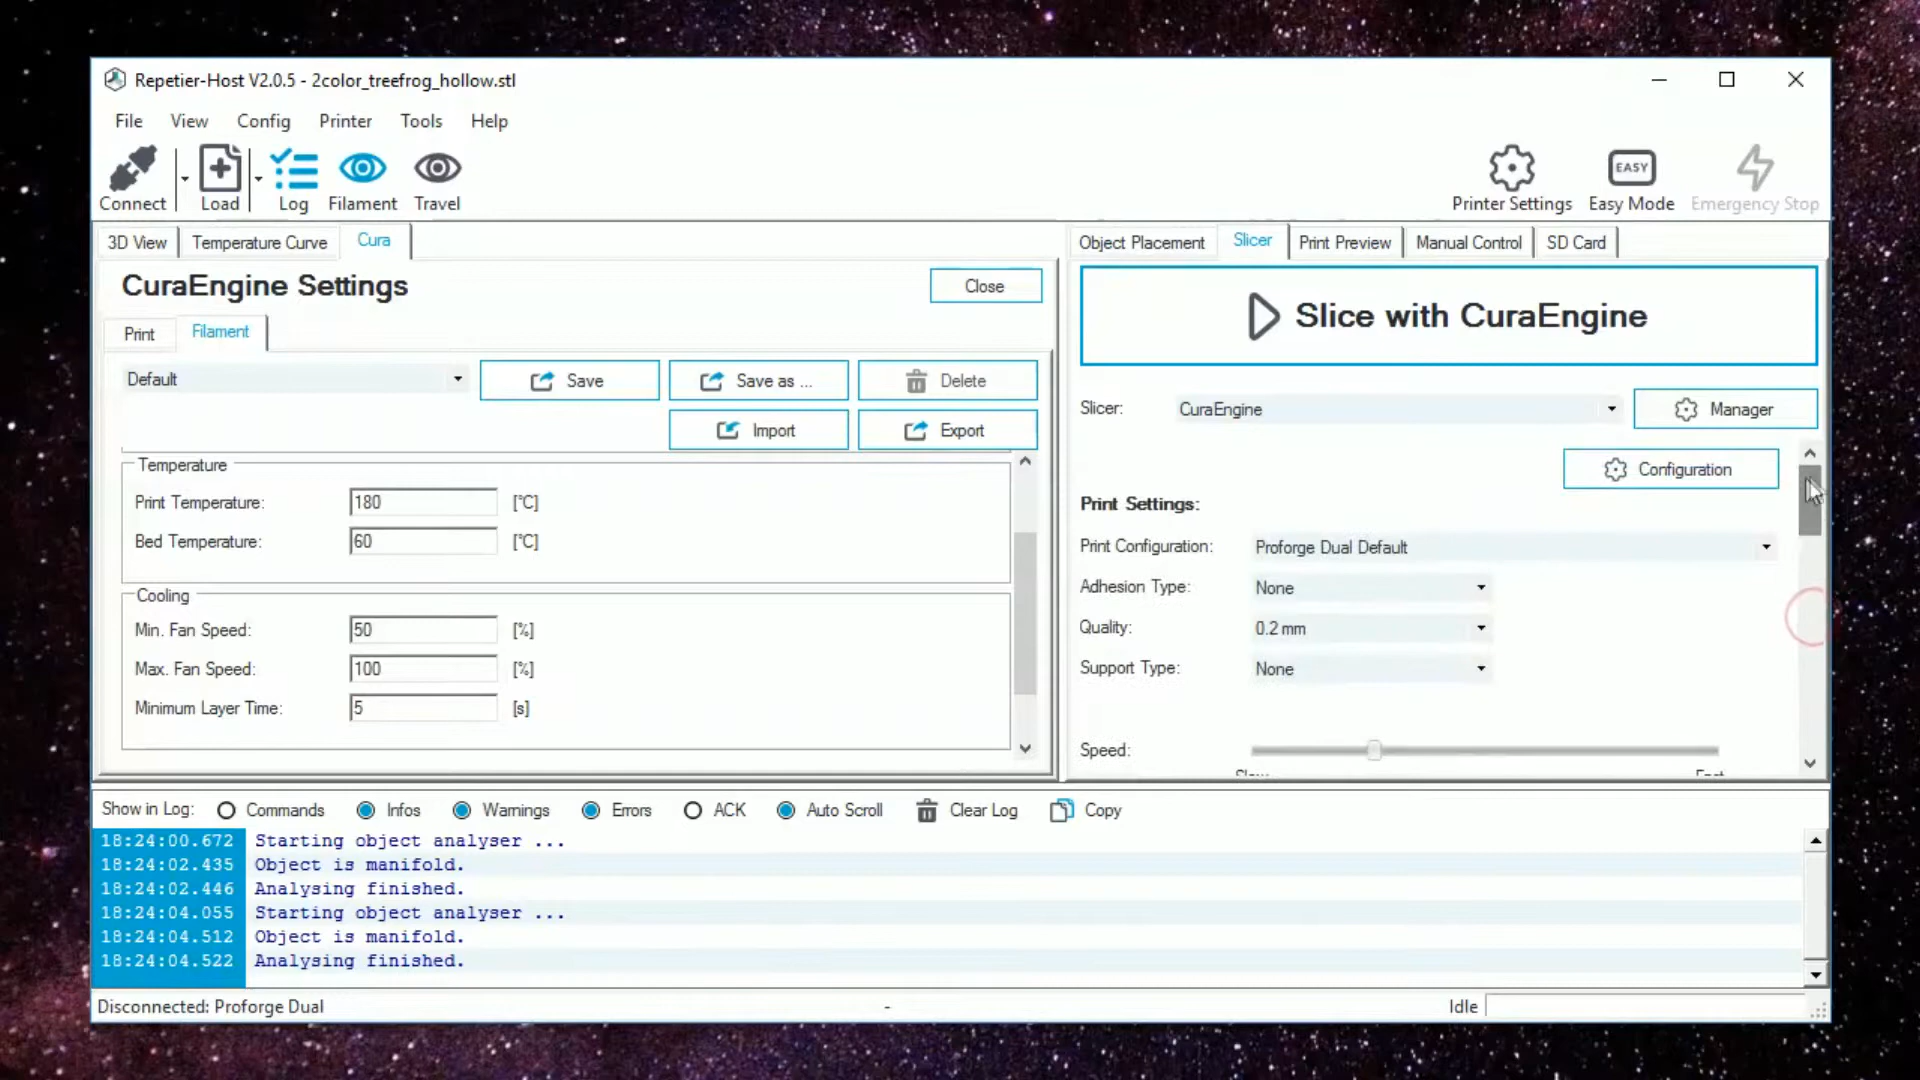 Repetier-Host V2.0.5 - 2color_treefrog_hollow.stl
File View Config Printer Tools Help
Connect Load Log Filament Travel
EASY
Printer Settings Easy Mode Emergency Stop
3D View Temperature Curve Cura
CuraEngine Settings
Close
Print Filament
Default
Save
Save as ...
Delete
Import
Export
Temperature
Print Temperature: 180 [°C]
Bed Temperature: 60 [°C]
Cooling
Min. Fan Speed: 50 [%]
Max. Fan Speed: 100 [%]
Minimum Layer Time: 5 [s]
Object Placement Slicer Print Preview Manual Control SD Card
Slice with CuraEngine
Slicer: CuraEngine Manager
Configuration
Print Settings:
Print Configuration: Proforge Dual Default
Adhesion Type: None
Quality: 0.2 mm
Support Type: None
Speed:
Slow Fast
Show in Log: Commands Infos Warnings Errors ACK Auto Scroll Clear Log Copy
18:24:00.672 Starting object analyser ...
18:24:02.435 Object is manifold.
18:24:02.446 Analysing finished.
18:24:04.055 Starting object analyser ...
18:24:04.512 Object is manifold.
18:24:04.522 Analysing finished.
Disconnected: Proforge Dual - Idle